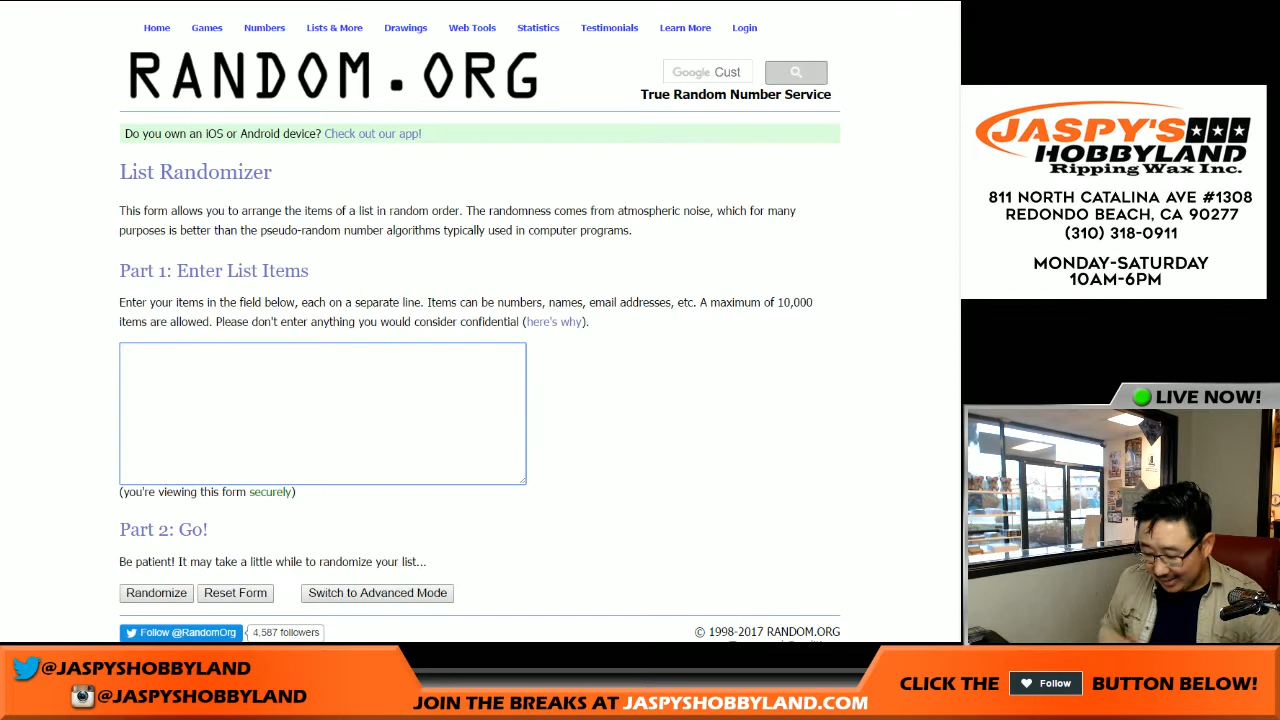 Home Games Numbers Lists & More Drawings Web Tools Statistics Testimonials Learn More Login
RANDOM.ORG
Google Cust
True Random Number Service
Do you own an iOS or Android device? Check out our app!
List Randomizer
This form allows you to arrange the items of a list in random order. The randomness comes from atmospheric noise, which for many
purposes is better than the pseudo-random number algorithms typically used in computer programs.
Part 1: Enter List Items
Enter your items in the field below, each on a separate line. Items can be numbers, names, email addresses, etc. A maximum of 10,000
items are allowed. Please don't enter anything you would consider confidential (here's why).
(you're viewing this form securely)
Part 2: Go!
Be patient! It may take a little while to randomize your list...
Randomize Reset Form Switch to Advanced Mode
Follow @RandomOrg 4,587 followers
© 1998-2017 RANDOM.ORG
JASPY'S
HOBBYLAND
Ripping Wax Inc.
811 NORTH CATALINA AVE #1308
REDONDO BEACH, CA 90277
(310) 318-0911
MONDAY-SATURDAY
10AM-6PM
LIVE NOW!
@JASPYSHOBBYLAND
@JASPYSHOBBYLAND
JOIN THE BREAKS AT JASPYSHOBBYLAND.COM
CLICK THE Follow BUTTON BELOW!